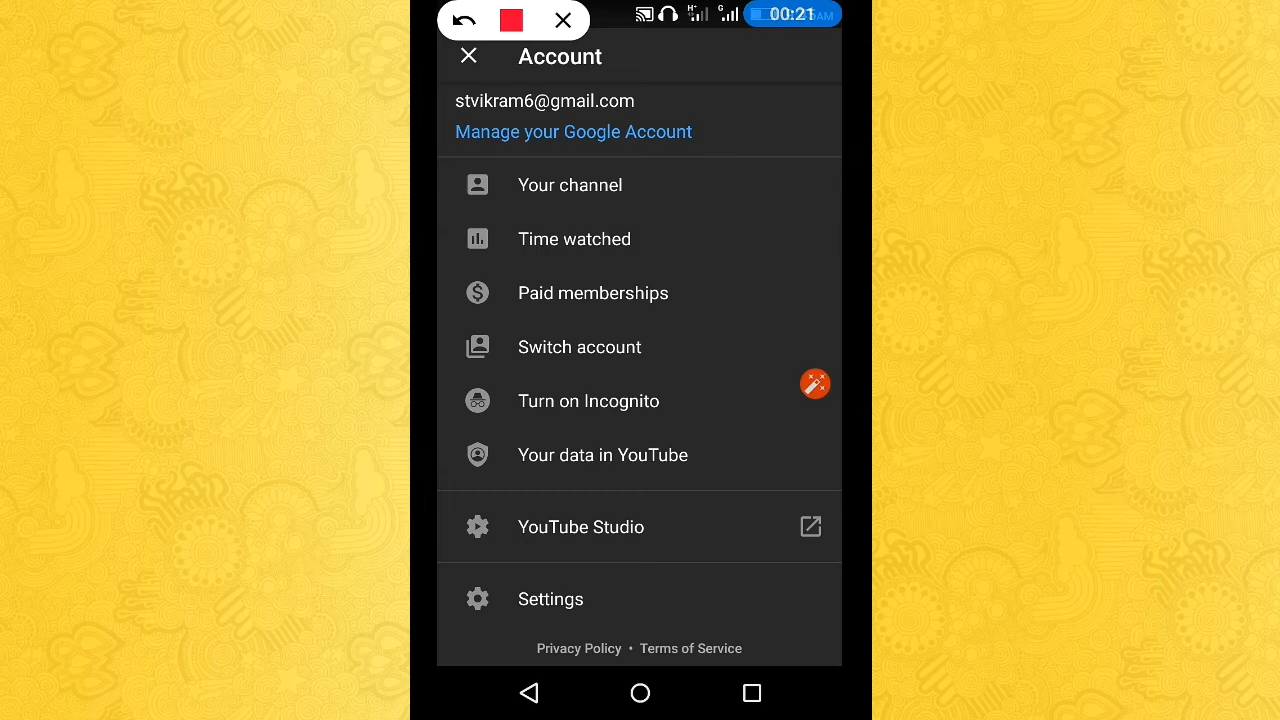 H+ G 00:21 AM
Account
stvikram6@gmail.com
Manage your Google Account
Your channel
Time watched
Paid memberships
Switch account
Turn on Incognito
Your data in YouTube
YouTube Studio
Settings
Privacy Policy • Terms of Service